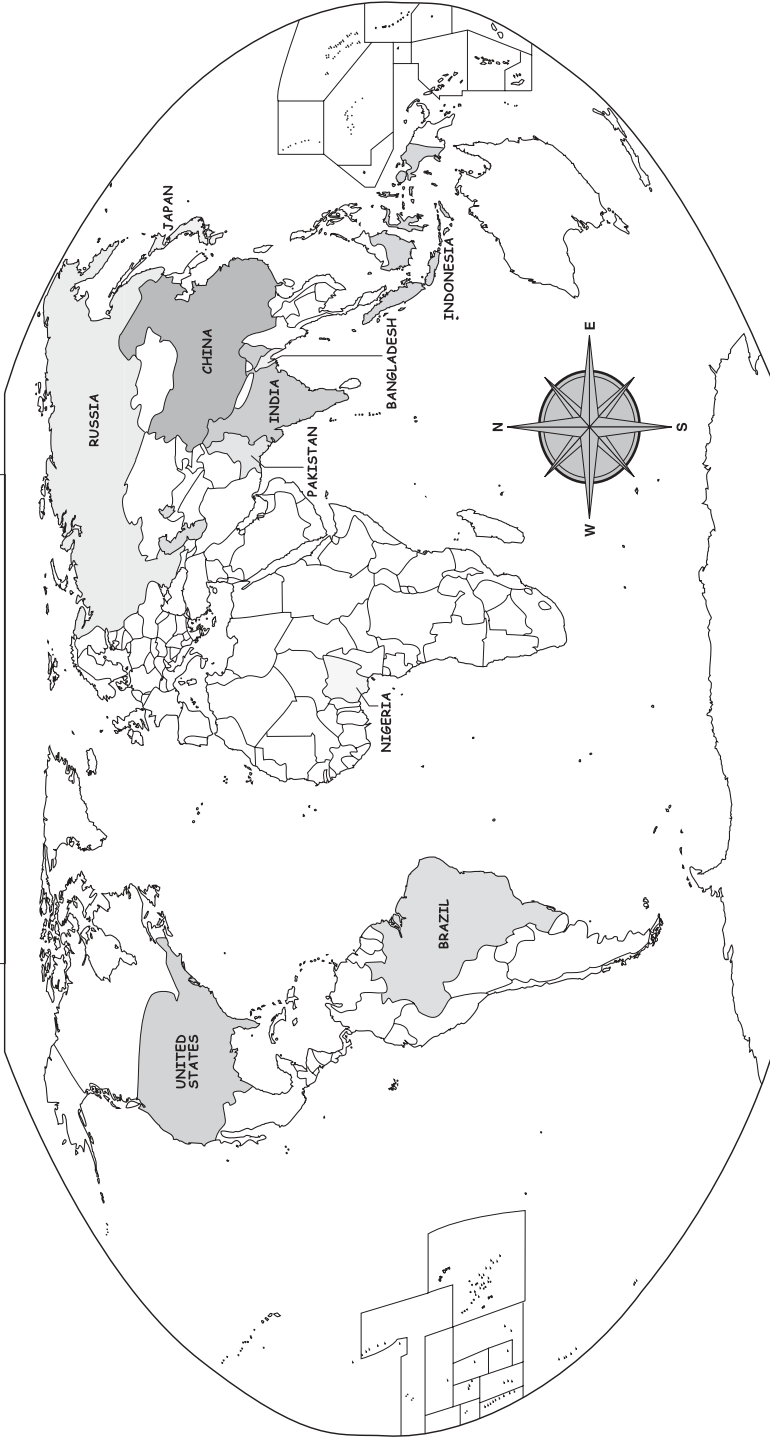 RUSSIA
JAPAN
CHINA
INDIA
BANGLADESH
PAKISTAN
INDONESIA
NIGERIA
UNITED
STATES
BRAZIL
N
E
S
W